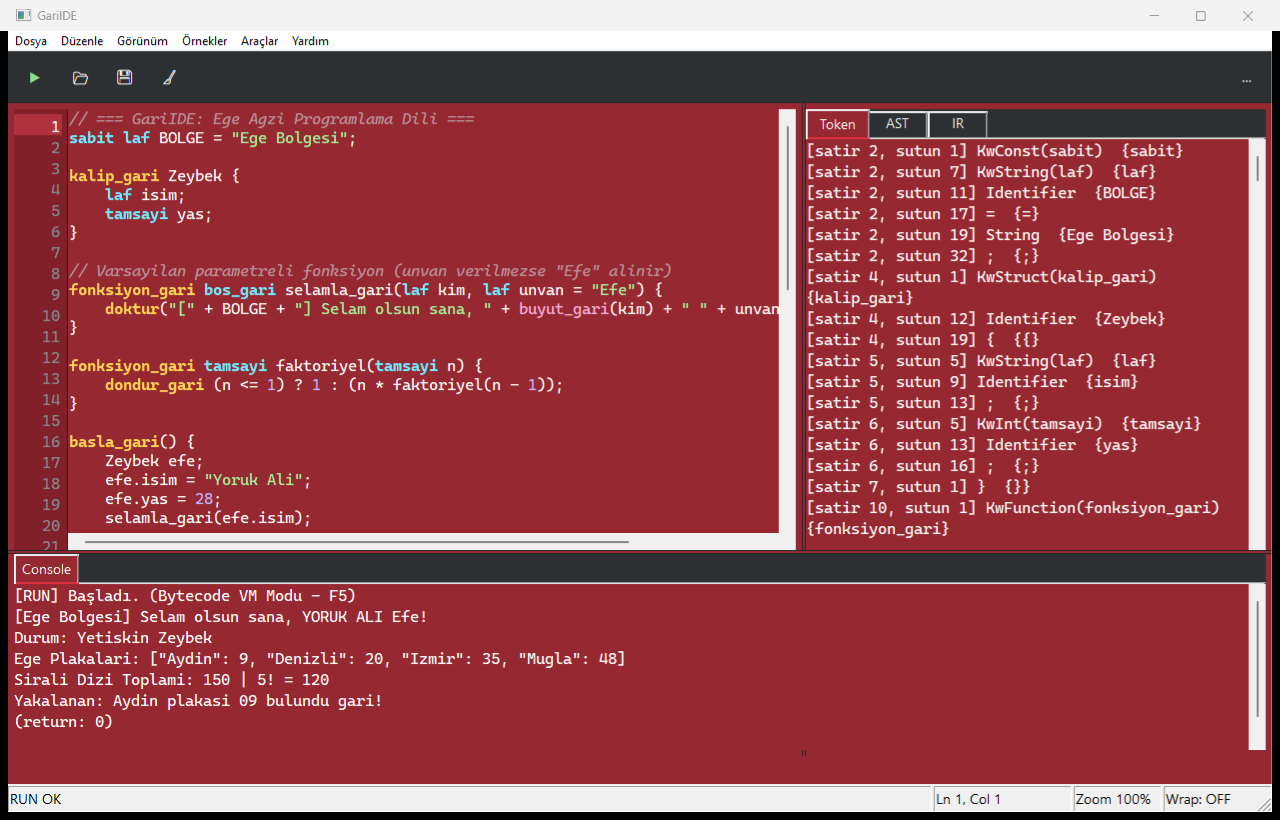 GariIDE
Dosya Düzenle Görünüm Örnekler Araçlar Yardım
...
1 // === GariIDE: Ege Agzi Programlama Dili ===
2 sabit laf BOLGE = "Ege Bolgesi";
3
4 kalip_gari Zeybek {
5     laf isim;
6     tamsayi yas;
7 }
8
9 // Varsayilan parametreli fonksiyon (unvan verilmezse "Efe" alinir)
10 fonksiyon_gari bos_gari selamla_gari(laf kim, laf unvan = "Efe") {
11     doktur("[" + BOLGE + "] Selam olsun sana, " + buyut_gari(kim) + " " + unvan
12 }
13
14 fonksiyon_gari tamsayi faktoriyel(tamsayi n) {
15     dondur_gari (n <= 1) ? 1 : (n * faktoriyel(n - 1));
16 }
17
18 basla_gari() {
19     Zeybek efe;
20     efe.isim = "Yoruk Ali";
21     efe.yas = 28;
    selamla_gari(efe.isim);
Token AST IR
[satir 2, sutun 1] KwConst(sabit)  {sabit}
[satir 2, sutun 7] KwString(laf)  {laf}
[satir 2, sutun 11] Identifier  {BOLGE}
[satir 2, sutun 17] =  {=}
[satir 2, sutun 19] String  {Ege Bolgesi}
[satir 2, sutun 32] ;  {;}
[satir 4, sutun 1] KwStruct(kalip_gari)
{kalip_gari}
[satir 4, sutun 12] Identifier  {Zeybek}
[satir 4, sutun 19] {  {{}
[satir 5, sutun 5] KwString(laf)  {laf}
[satir 5, sutun 9] Identifier  {isim}
[satir 5, sutun 13] ;  {;}
[satir 6, sutun 5] KwInt(tamsayi)  {tamsayi}
[satir 6, sutun 13] Identifier  {yas}
[satir 6, sutun 16] ;  {;}
[satir 7, sutun 1] }  {}}
[satir 10, sutun 1] KwFunction(fonksiyon_gari)
{fonksiyon_gari}
Console
[RUN] Başladı. (Bytecode VM Modu - F5)
[Ege Bolgesi] Selam olsun sana, YORUK ALI Efe!
Durum: Yetiskin Zeybek
Ege Plakalari: ["Aydin": 9, "Denizli": 20, "Izmir": 35, "Mugla": 48]
Sirali Dizi Toplami: 150 | 5! = 120
Yakalanan: Aydin plakasi 09 bulundu gari!
(return: 0)
RUN OK Ln 1, Col 1 Zoom 100% Wrap: OFF